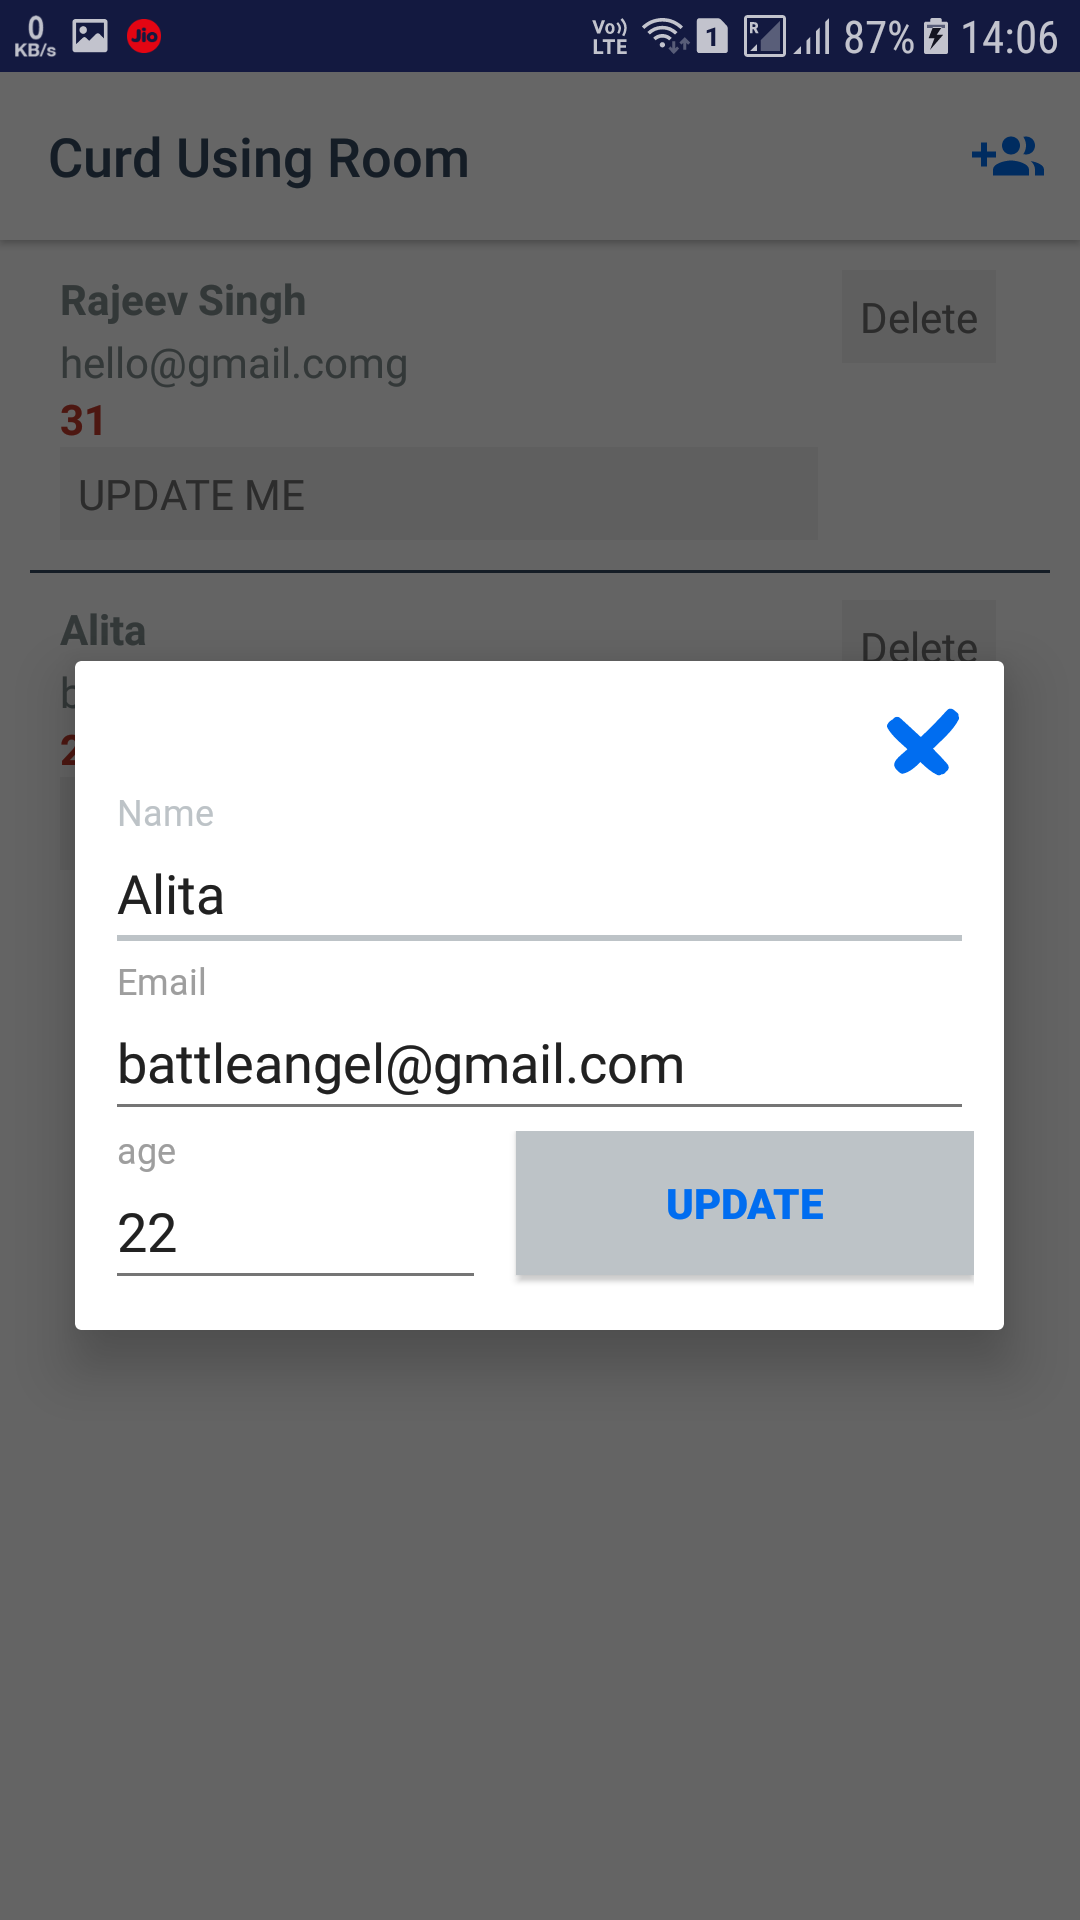 0
KB/s
Jio
Vo))
LTE
1
R
87%
14:06
Curd Using Room
Rajeev Singh
Delete
hello@gmail.comg
31
UPDATE ME
Alita
Delete
b
2
Name
Alita
Email
battleangel@gmail.com
age
22
UPDATE